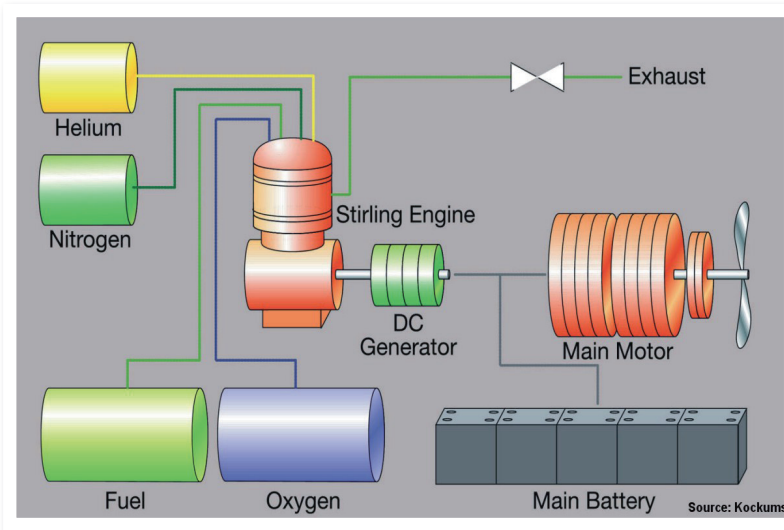 Helium
Exhaust
Nitrogen
Stirling Engine
DC
Generator
Main Motor
Fuel
Oxygen
Main Battery
Source: Kockums